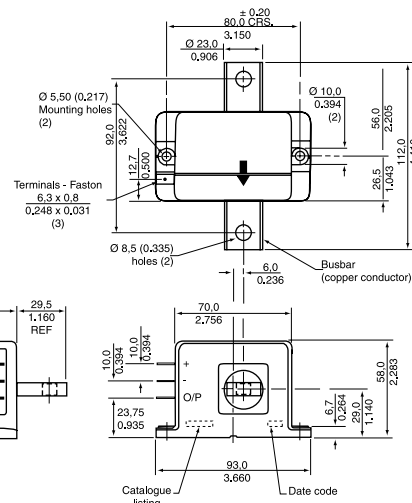 ± 0.20
80.0 CRS.
3.150
Ø 23,0
0.906
Ø 5,50 (0.217)
Mounting holes
(2)
92,0
3.622
Ø 10,0
0.394
(2)
56,0
2.205
112,0
12,7
0.500
26,5
1.043
Terminals - Faston
6,3 x 0,8
0.248 x 0.031
(3)
Ø 8,5 (0.335)
holes (2)
6,0
0.236
Busbar
(copper conductor)
29,5
1.160
REF
70,0
2.756
10,0
0.394
10,0
0.394
+
-
O/P
23,75
0.935
58,0
2.283
6,7
0.264
29,0
1.140
93,0
3.660
Catalogue
listing
Date code